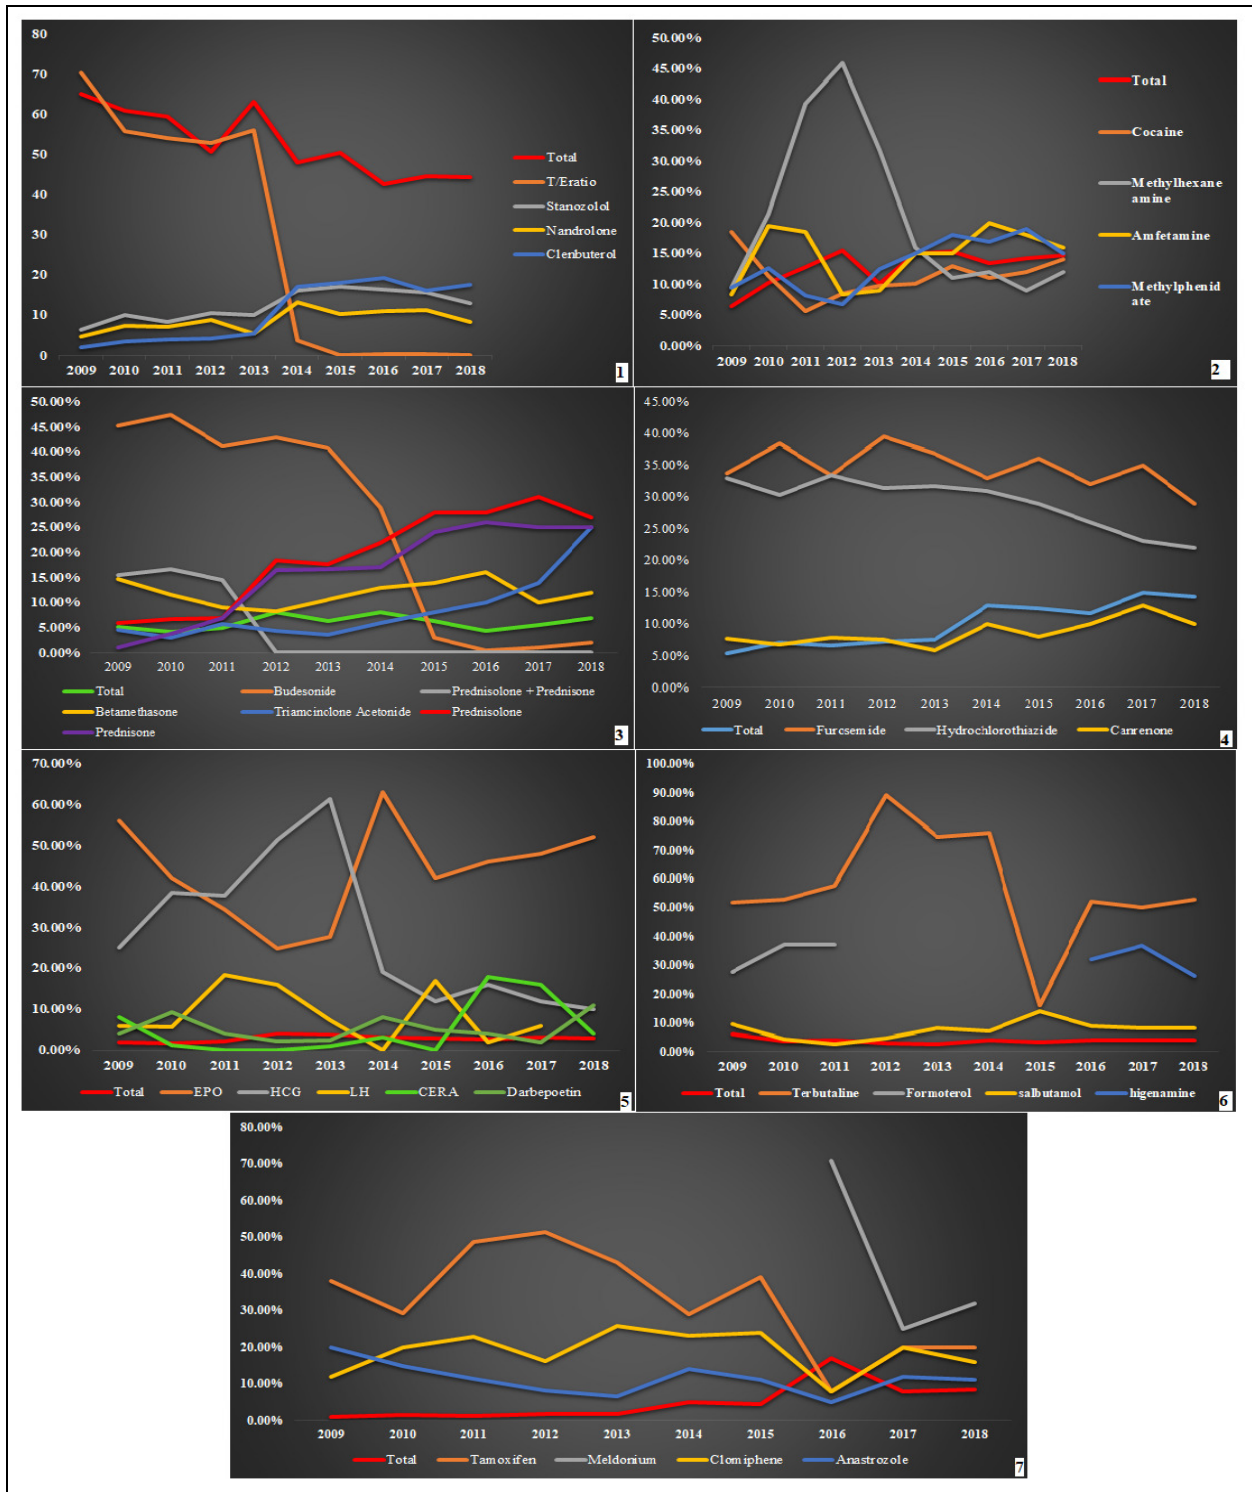 80
70
60
50
40
30
20
10
0
2009 2010 2011 2012 2013 2014 2015 2016 2017 2018
Total
T/Eratio
Stanozolol
Nandrolone
Clenbuterol
1
50.00%
45.00%
40.00%
35.00%
30.00%
25.00%
20.00%
15.00%
10.00%
5.00%
0.00%
2009 2010 2011 2012 2013 2014 2015 2016 2017 2018
Total
Cocaine
Methylhexane
amine
Amfetamine
Methylphenid
ate
2
50.00%
45.00%
40.00%
35.00%
30.00%
25.00%
20.00%
15.00%
10.00%
5.00%
0.00%
2009 2010 2011 2012 2013 2014 2015 2016 2017 2018
Total Budesonide Prednisolone + Prednisone
Betamethasone Triamcinolone Acetonide Prednisolone
Prednisone
3
45.00%
40.00%
35.00%
30.00%
25.00%
20.00%
15.00%
10.00%
5.00%
0.00%
2009 2010 2011 2012 2013 2014 2015 2016 2017 2018
Total Furosemide Hydrochlorothiazide Canrenone
4
70.00%
60.00%
50.00%
40.00%
30.00%
20.00%
10.00%
0.00%
2009 2010 2011 2012 2013 2014 2015 2016 2017 2018
Total EPO HCG LH CERA Darbepoetin
5
100.00%
90.00%
80.00%
70.00%
60.00%
50.00%
40.00%
30.00%
20.00%
10.00%
0.00%
2009 2010 2011 2012 2013 2014 2015 2016 2017 2018
Total Terbutaline Formoterol salbutamol higenamine
6
80.00%
70.00%
60.00%
50.00%
40.00%
30.00%
20.00%
10.00%
0.00%
2009 2010 2011 2012 2013 2014 2015 2016 2017 2018
Total Tamoxifen Meldonium Clomiphene Anastrozole
7